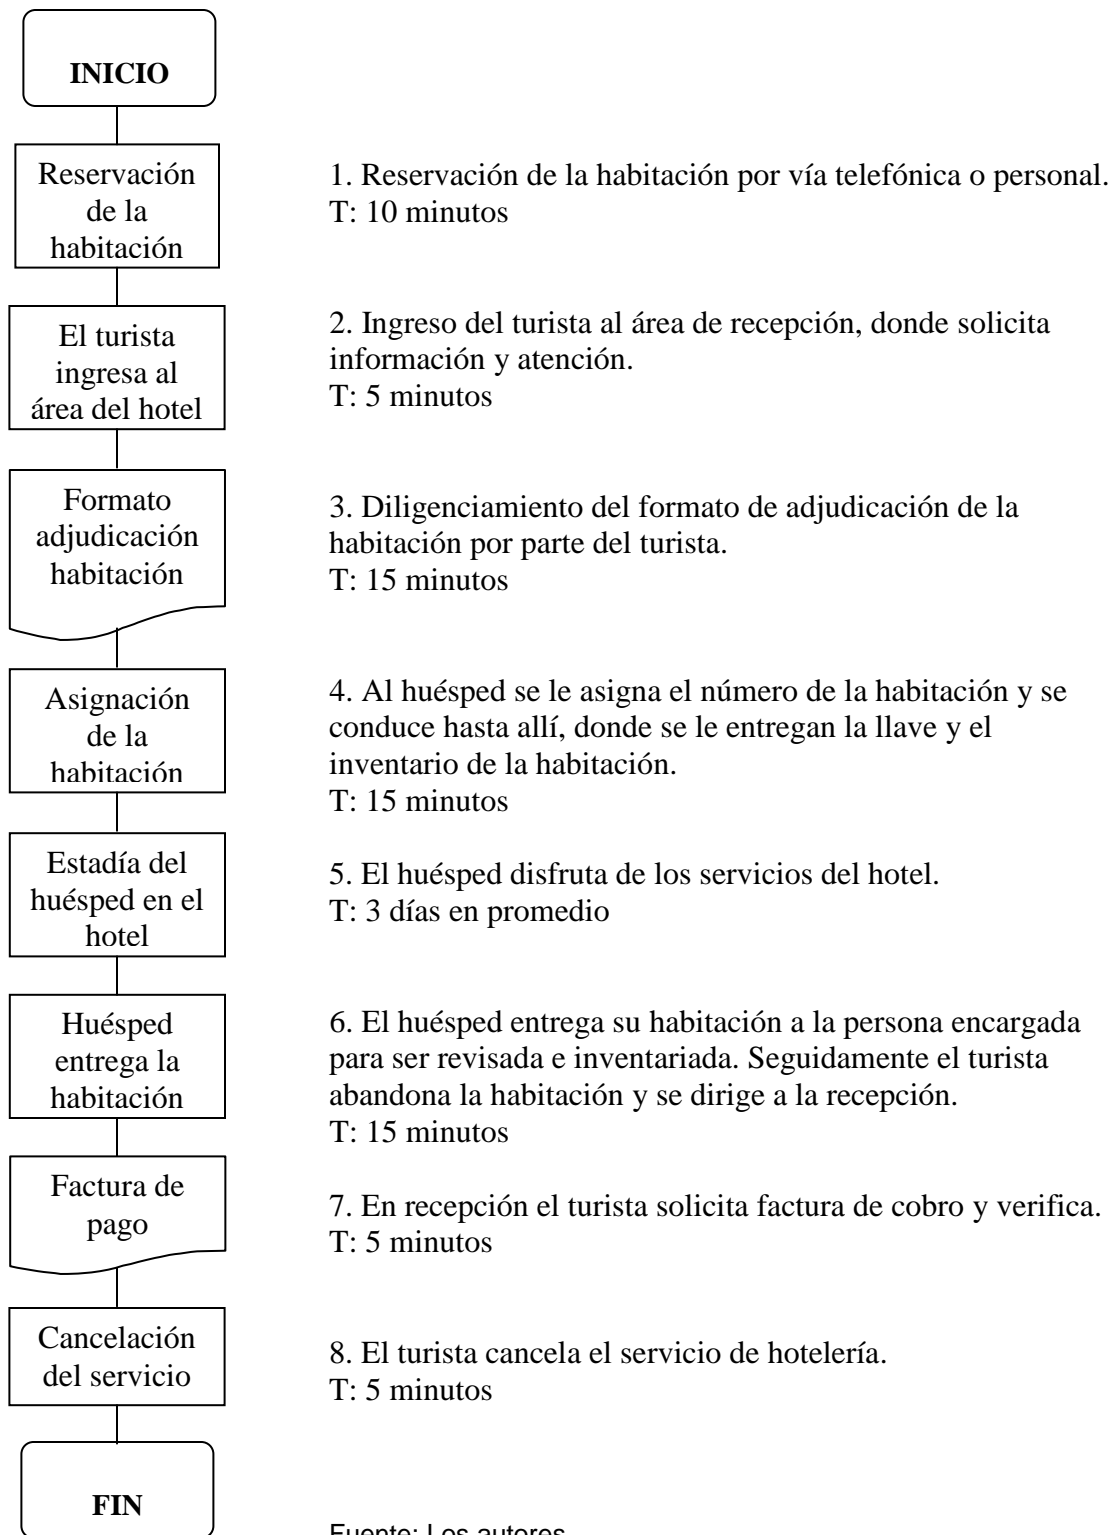 INICIO
Reservación
de la
habitación
1. Reservación de la habitación por vía telefónica o personal.
T: 10 minutos
El turista
ingresa al
área del hotel
2. Ingreso del turista al área de recepción, donde solicita
información y atención.
T: 5 minutos
Formato
adjudicación
habitación
3. Diligenciamiento del formato de adjudicación de la
habitación por parte del turista.
T: 15 minutos
Asignación
de la
habitación
4. Al huésped se le asigna el número de la habitación y se
conduce hasta allí, donde se le entregan la llave y el
inventario de la habitación.
T: 15 minutos
Estadía del
huésped en el
hotel
5. El huésped disfruta de los servicios del hotel.
T: 3 días en promedio
Huésped
entrega la
habitación
6. El huésped entrega su habitación a la persona encargada
para ser revisada e inventariada. Seguidamente el turista
abandona la habitación y se dirige a la recepción.
T: 15 minutos
Factura de
pago
7. En recepción el turista solicita factura de cobro y verifica.
T: 5 minutos
Cancelación
del servicio
8. El turista cancela el servicio de hotelería.
T: 5 minutos
FIN
Fuente: Los autores